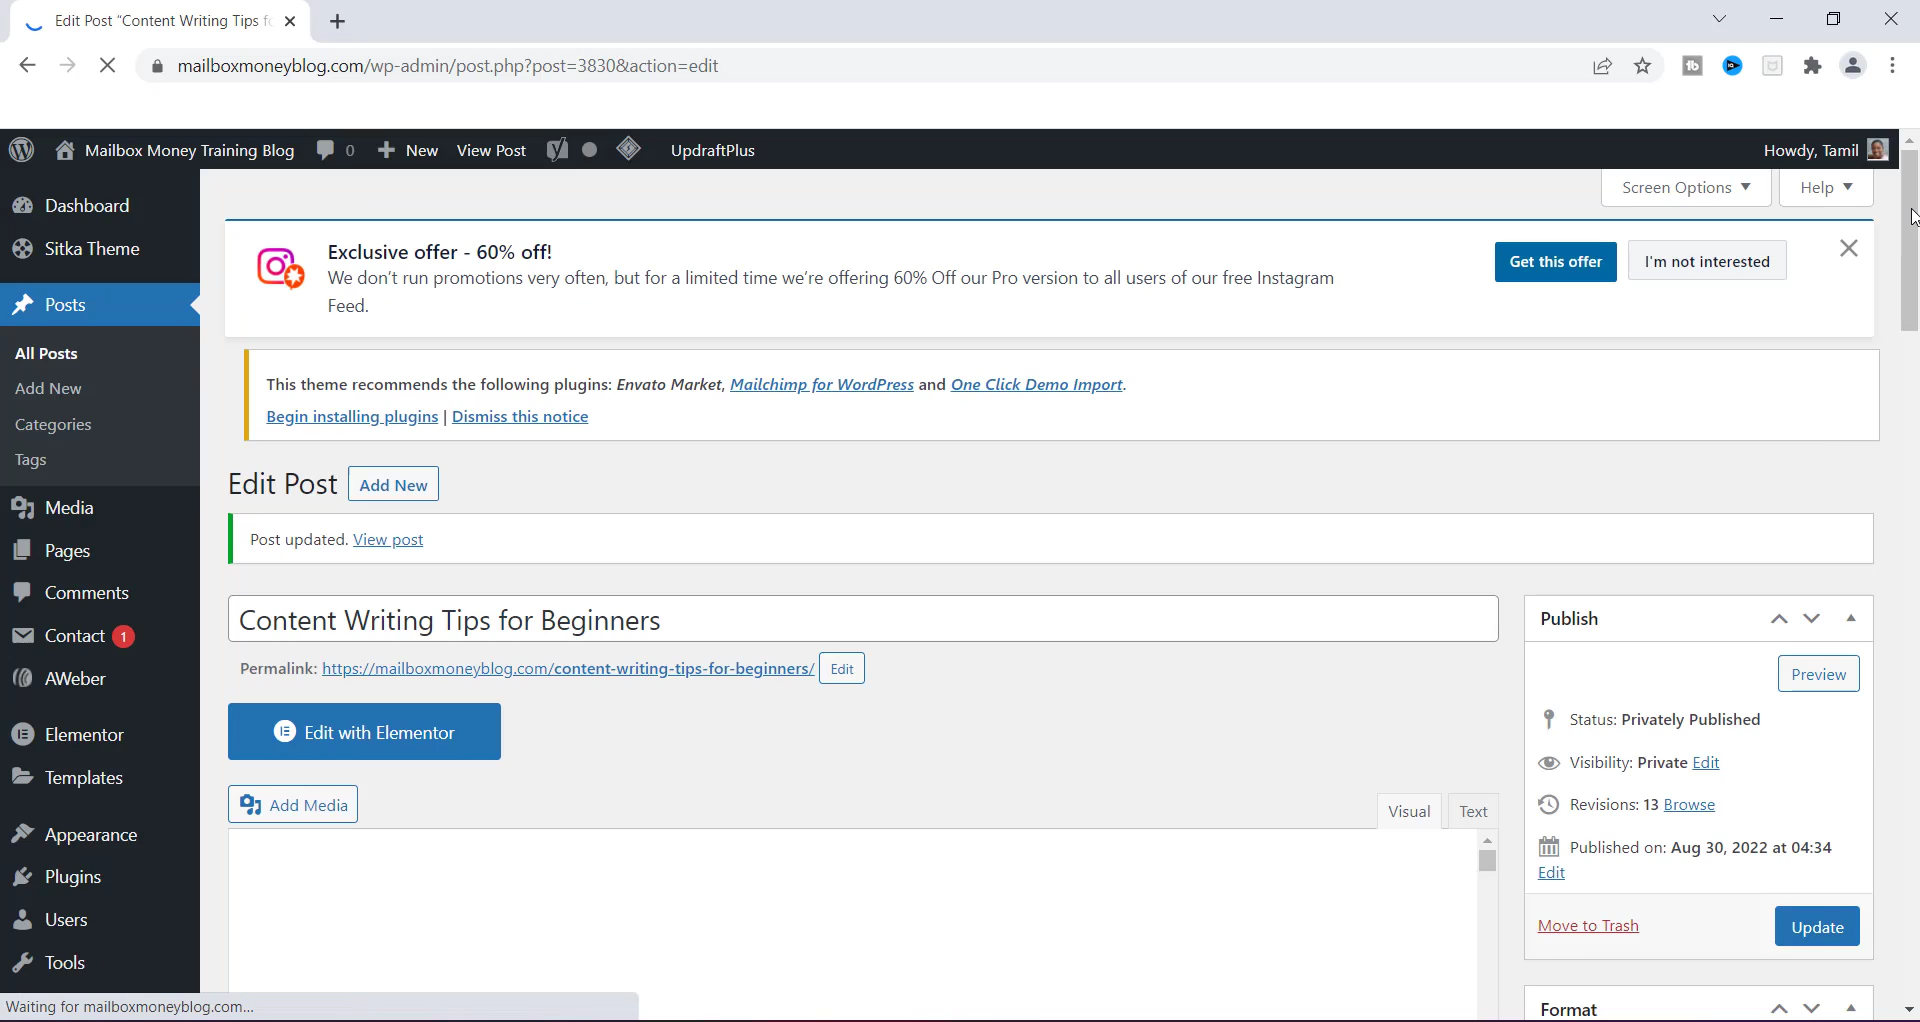 Edit Post “Content Writing Tips fo
mailboxmoneyblog.com/wp-admin/post.php?post=3830&action=edit
Mailbox Money Training Blog 0 New View Post UpdraftPlus Howdy, Tamil
Screen Options Help
Dashboard
Sitka Theme
Posts
All Posts
Add New
Categories
Tags
Media
Pages
Comments
Contact 1
AWeber
Elementor
Templates
Appearance
Plugins
Users
Tools
Exclusive offer - 60% off!
We don't run promotions very often, but for a limited time we're offering 60% Off our Pro version to all users of our free Instagram
Feed.
Get this offer I'm not interested
This theme recommends the following plugins: Envato Market, Mailchimp for WordPress and One Click Demo Import.
Begin installing plugins | Dismiss this notice
Edit Post Add New
Post updated. View post
Content Writing Tips for Beginners
Permalink: https://mailboxmoneyblog.com/content-writing-tips-for-beginners/ Edit
Edit with Elementor
Add Media
Visual Text
Publish
Preview
Status: Privately Published
Visibility: Private Edit
Revisions: 13 Browse
Published on: Aug 30, 2022 at 04:34
Edit
Move to Trash Update
Format
Waiting for mailboxmoneyblog.com...